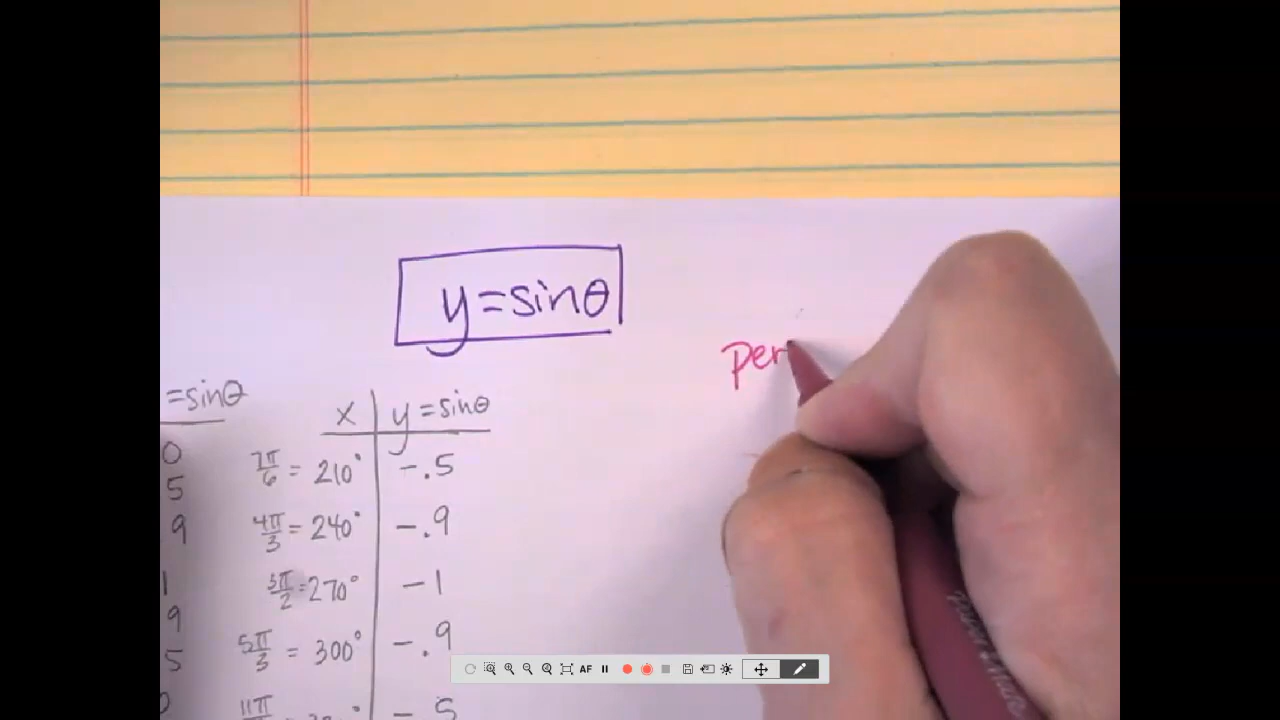 y=sinθ
per
=sinθ
0
5
9
1
9
5
x y=sinθ
7π/6 = 210° -.5
4π/3 = 240° -.9
3π/2 = 270° -1
5π/3 = 300° -.9
11π
AF